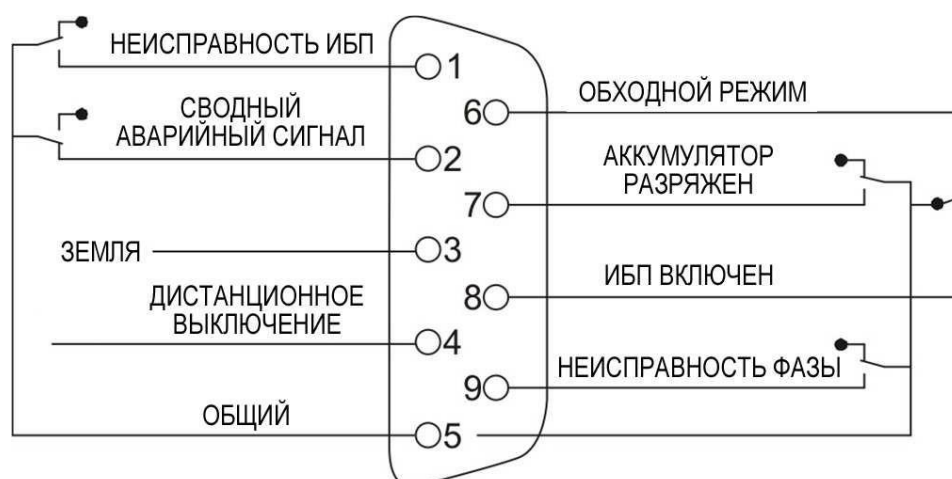 НЕИСПРАВНОСТЬ ИБП
1
СВОДНЫЙ
АВАРИЙНЫЙ СИГНАЛ
2
ЗЕМЛЯ
3
ДИСТАНЦИОННОЕ
ВЫКЛЮЧЕНИЕ
4
ОБЩИЙ
5
ОБХОДНОЙ РЕЖИМ
6
АККУМУЛЯТОР
РАЗРЯЖЕН
7
ИБП ВКЛЮЧЕН
8
НЕИСПРАВНОСТЬ ФАЗЫ
9